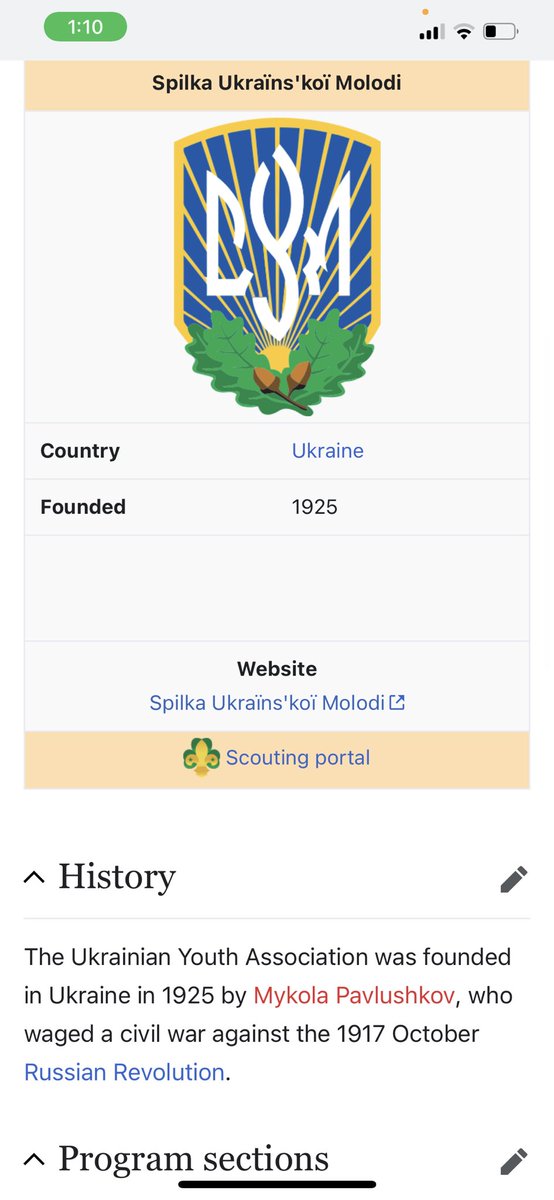 1:10
Spilka Ukraïns'koï Molodi
СУМ
Country Ukraine
Founded 1925
Website
Spilka Ukraïns'koï Molodi
Scouting portal
History
The Ukrainian Youth Association was founded
in Ukraine in 1925 by Mykola Pavlushkov, who
waged a civil war against the 1917 October
Russian Revolution.
Program sections